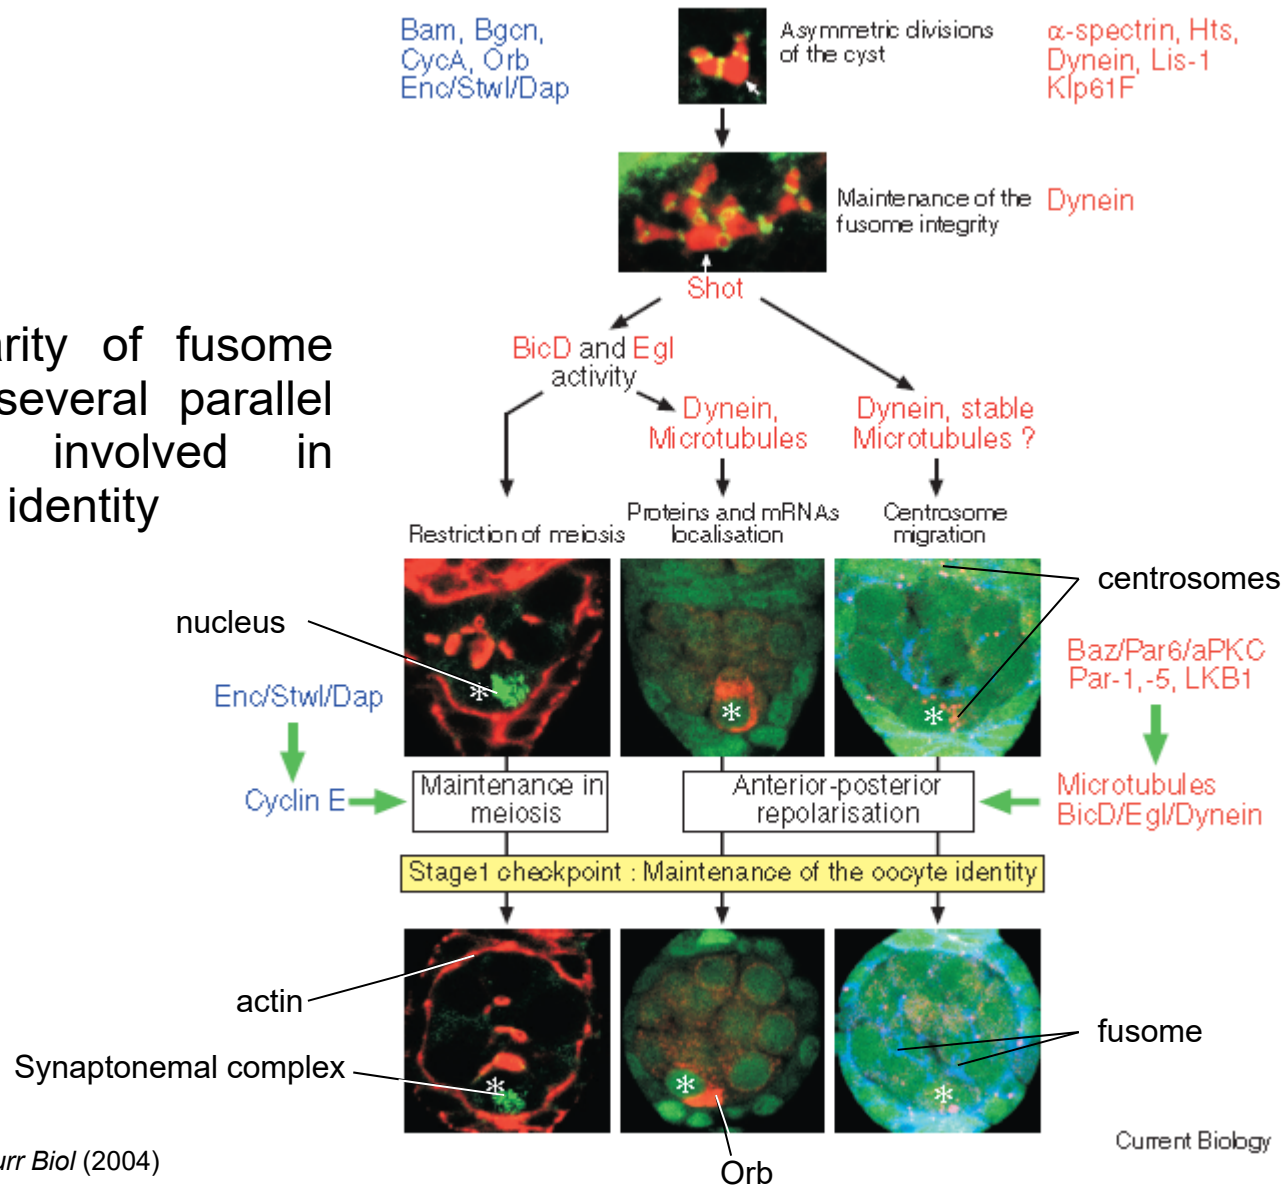 Bam, Bgcn,
CycA, Orb
Enc/Stwl/Dap
Asymmetric divisions
of the cyst
α-spectrin, Hts,
Dynein, Lis-1
Klp61F
Maintenance of the
fusome integrity
Dynein
Shot
arity of fusome
several parallel
involved in
identity
BicD and Egl
activity
Dynein,
Microtubules
Dynein, stable
Microtubules ?
Restriction of meiosis
Proteins and mRNAs
localisation
Centrosome
migration
nucleus
centrosomes
Enc/Stwl/Dap
Baz/Par6/aPKC
Par-1,-5, LKB1
*
*
*
Cyclin E
Maintenance in
meiosis
Anterior-posterior
repolarisation
Microtubules
BicD/Egl/Dynein
Stage1 checkpoint : Maintenance of the oocyte identity
actin
Synaptonemal complex
fusome
*
*
*
Orb
Current Biology
urr Biol (2004)